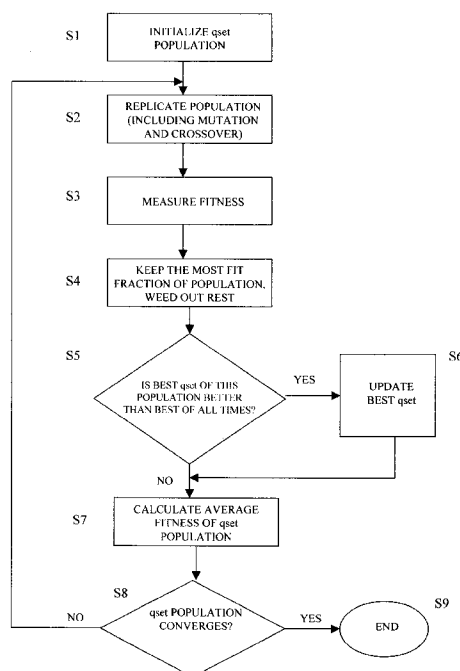 S1
INITIALIZE qset
POPULATION
S2
REPLICATE POPULATION
(INCLUDING MUTATION
AND CROSSOVER)
S3
MEASURE FITNESS
S4
KEEP THE MOST FIT
FRACTION OF POPULATION,
WEED OUT REST
S5
IS BEST qset OF THIS
POPULATION BETTER
THAN BEST OF ALL TIMES?
YES
S6
UPDATE
BEST qset
NO
S7
CALCULATE AVERAGE
FITNESS OF qset
POPULATION
S8
NO
qset POPULATION
CONVERGES?
YES
S9
END